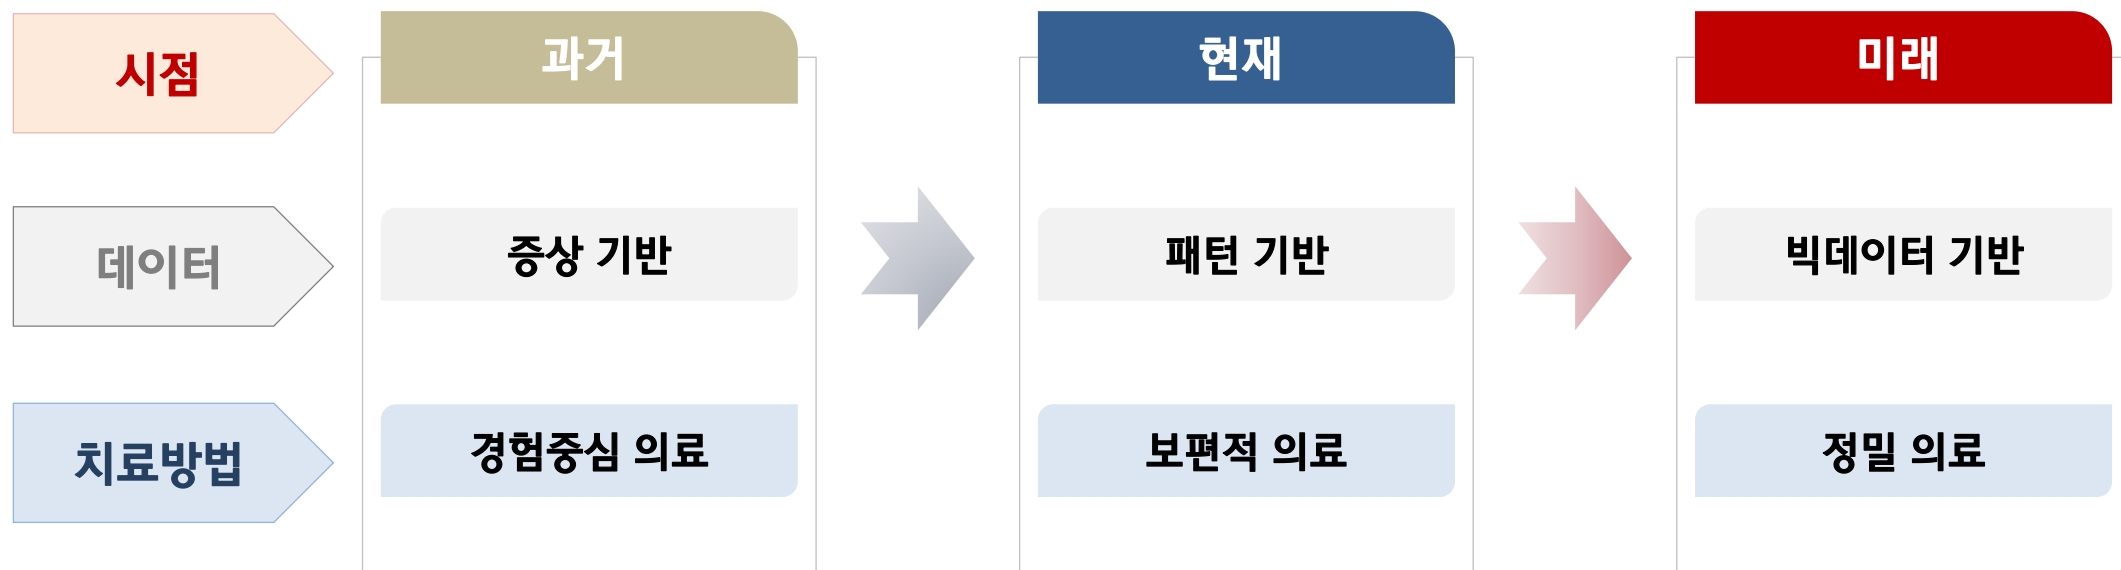 시점
과거
현재
미래
데이터
증상 기반
패턴 기반
빅데이터 기반
치료방법
경험중심 의료
보편적 의료
정밀 의료